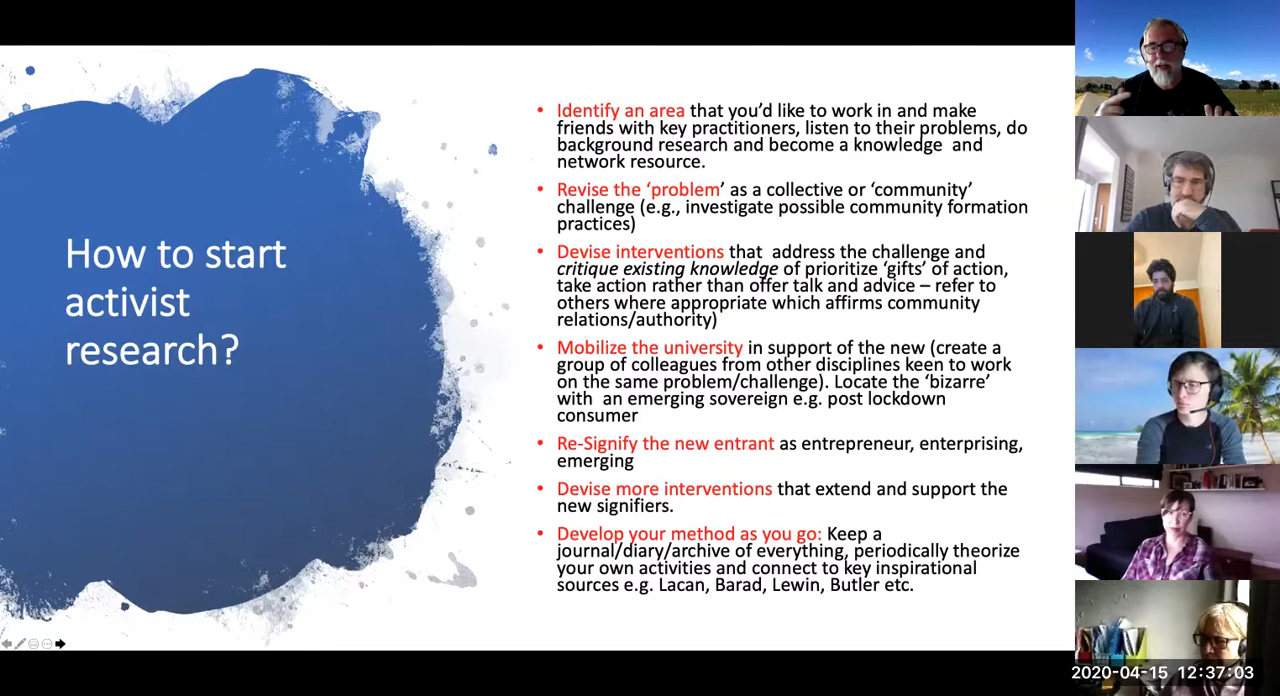 How to start
activist
research?
• Identify an area that you’d like to work in and make
friends with key practitioners, listen to their problems, do
background research and become a knowledge  and
network resource.
• Revise the ‘problem’ as a collective or ‘community’
challenge (e.g., investigate possible community formation
practices)
• Devise interventions that  address the challenge and
critique existing knowledge of prioritize ‘gifts’ of action,
take action rather than offer talk and advice – refer to
others where appropriate which affirms community
relations/authority)
• Mobilize the university in support of the new (create a
group of colleagues from other disciplines keen to work
on the same problem/challenge). Locate the ‘bizarre’
with  an emerging sovereign e.g. post lockdown
consumer
• Re-Signify the new entrant as entrepreneur, enterprising,
emerging
• Devise more interventions that extend and support the
new signifiers.
• Develop your method as you go: Keep a
journal/diary/archive of everything, periodically theorize
your own activities and connect to key inspirational
sources e.g. Lacan, Barad, Lewin, Butler etc.
2020-04-15 12:37:03